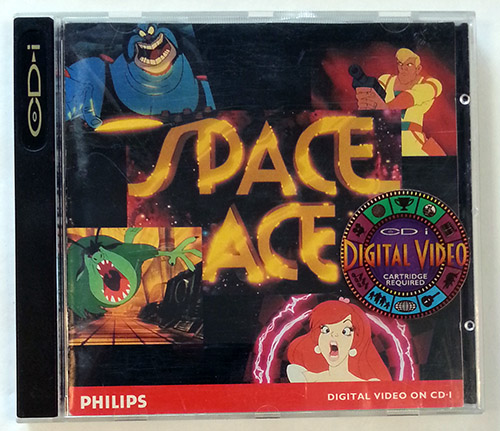 CD·i
SPACE
ACE
CD i
DIGITAL VIDEO
CARTRIDGE
REQUIRED
PHILIPS
DIGITAL VIDEO ON CD·I